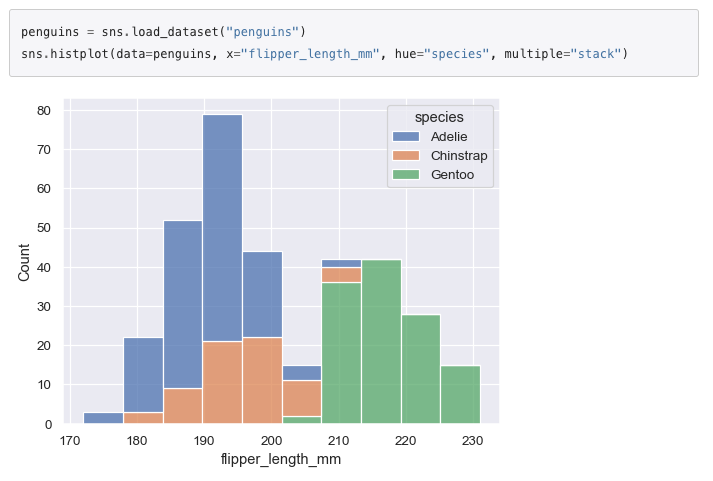 penguins = sns.load_dataset("penguins")
sns.histplot(data=penguins, x="flipper_length_mm", hue="species", multiple="stack")
80
70
60
50
40
30
20
10
0
Count
species
Adelie
Chinstrap
Gentoo
170 180 190 200 210 220 230
flipper_length_mm